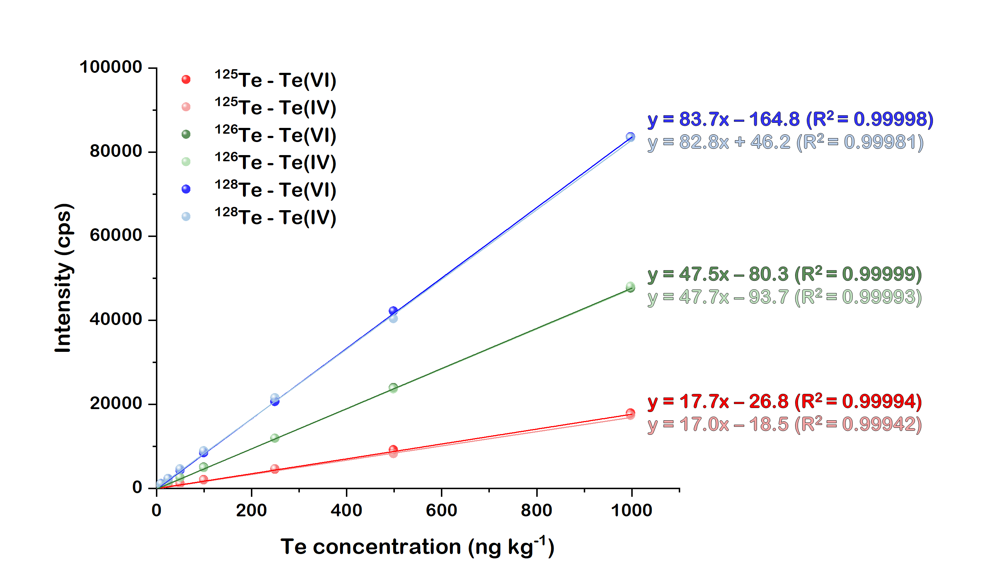 100000
80000
60000
40000
20000
0
Intensity (cps)
¹²⁵Te - Te(VI)
¹²⁵Te - Te(IV)
¹²⁶Te - Te(VI)
¹²⁶Te - Te(IV)
¹²⁸Te - Te(VI)
¹²⁸Te - Te(IV)
y = 83.7x – 164.8 (R² = 0.99998)
y = 82.8x + 46.2 (R² = 0.99981)
y = 47.5x – 80.3 (R² = 0.99999)
y = 47.7x – 93.7 (R² = 0.99993)
y = 17.7x – 26.8 (R² = 0.99994)
y = 17.0x – 18.5 (R² = 0.99942)
0 200 400 600 800 1000
Te concentration (ng kg⁻¹)